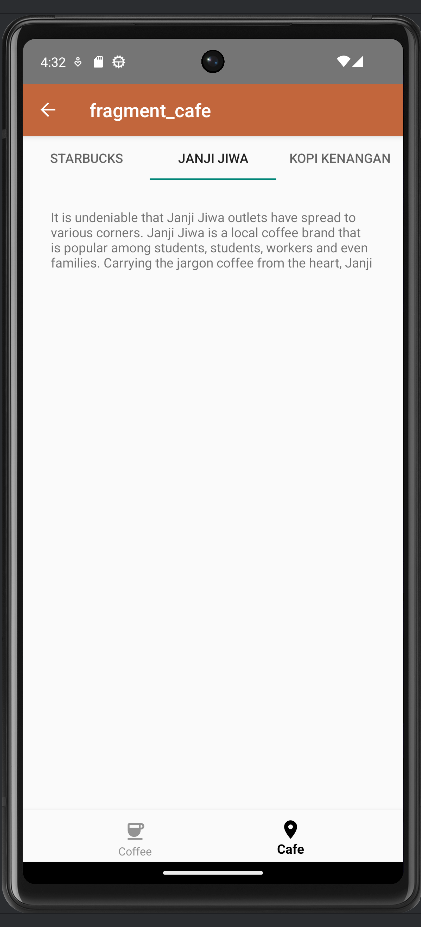 4:32
fragment_cafe
STARBUCKS
JANJI JIWA
KOPI KENANGAN
It is undeniable that Janji Jiwa outlets have spread to
various corners. Janji Jiwa is a local coffee brand that
is popular among students, students, workers and even
families. Carrying the jargon coffee from the heart, Janji
Coffee
Cafe